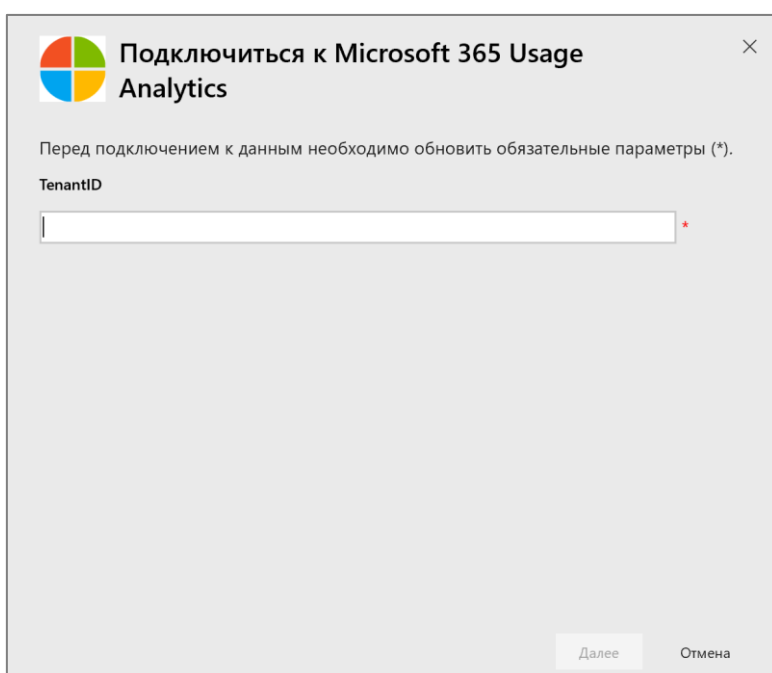 Подключиться к Microsoft 365 Usage
Analytics
Перед подключением к данным необходимо обновить обязательные параметры (*).
TenantID
*
Далее
Отмена